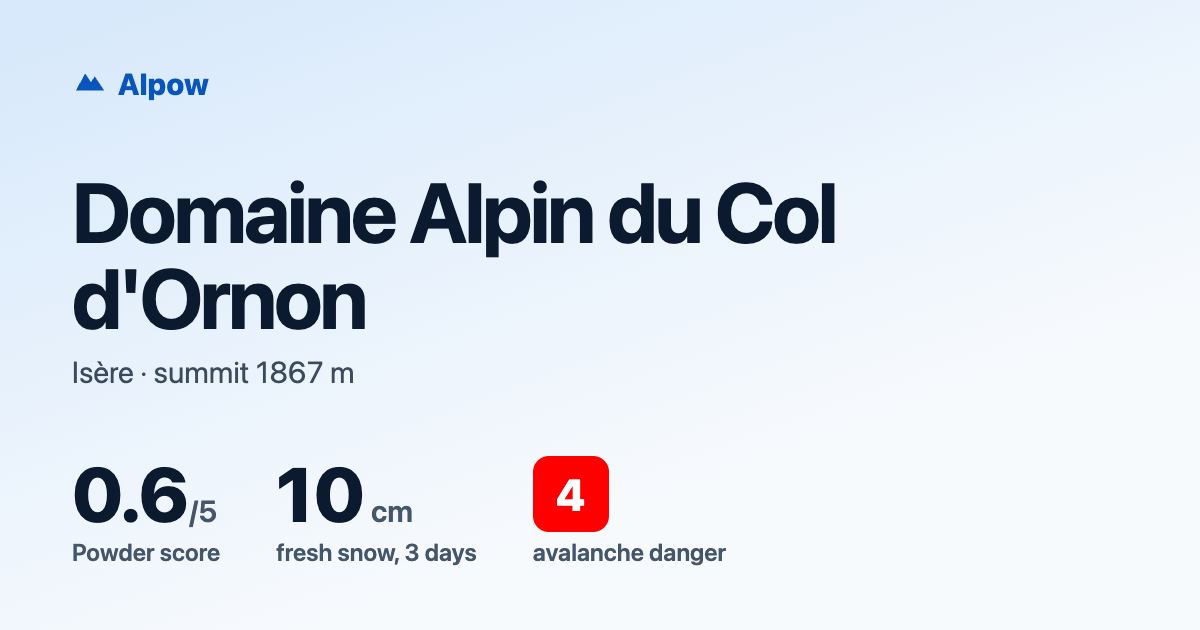 Alpow
Domaine Alpin du Col
d'Ornon
Isère · summit 1867 m
0.6/5
Powder score
10 cm
fresh snow, 3 days
4
avalanche danger